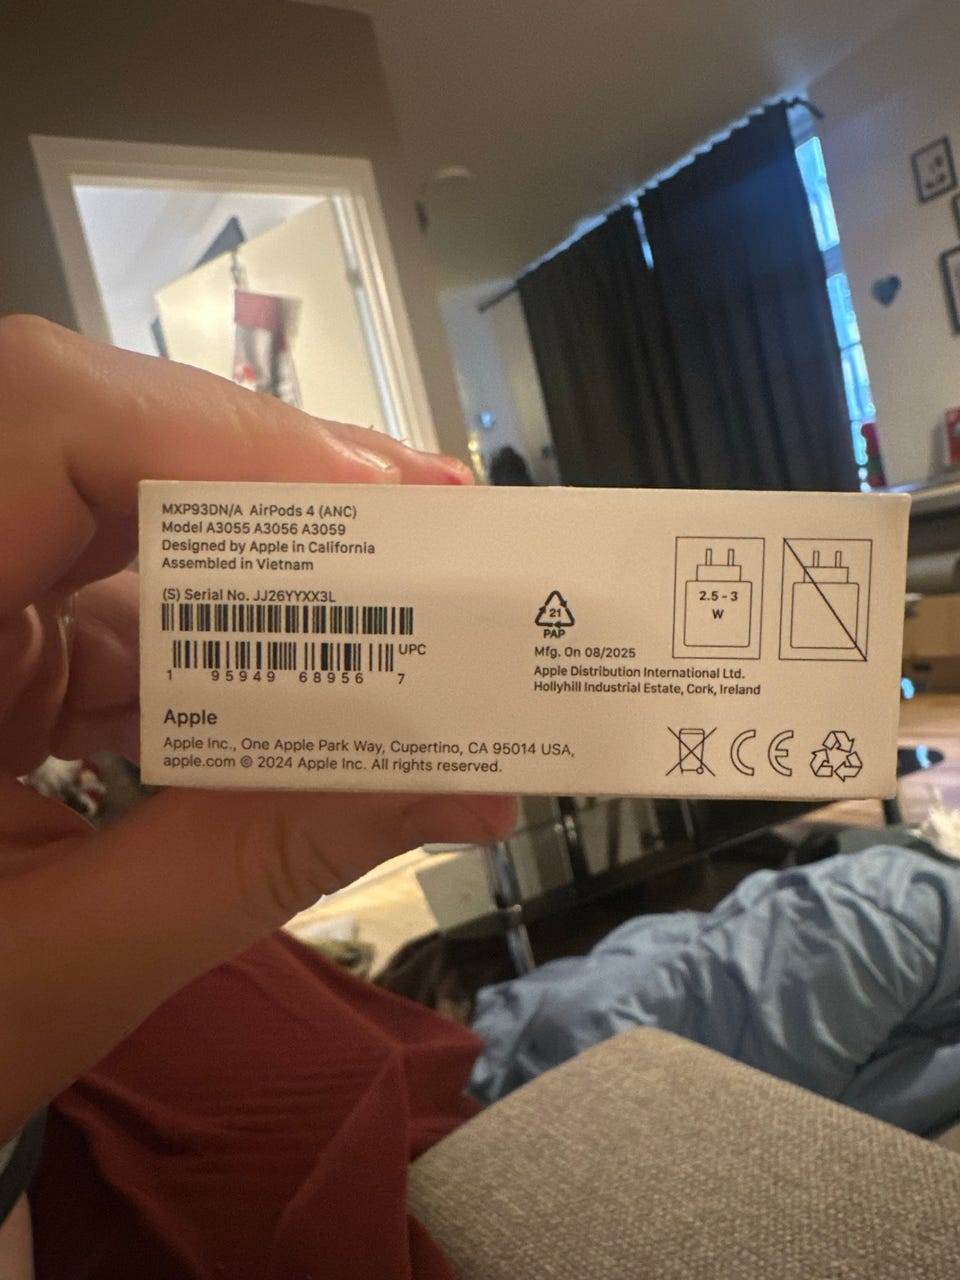 MXP93DN/A AirPods 4 (ANC)
Model A3055 A3056 A3059
Designed by Apple in California
Assembled in Vietnam
(S) Serial No. JJ26YYXX3L
UPC
1 95949 68956 7
Apple
Apple Inc., One Apple Park Way, Cupertino, CA 95014 USA,
apple.com © 2024 Apple Inc. All rights reserved.
21
PAP
Mfg. On 08/2025
Apple Distribution International Ltd.
Hollyhill Industrial Estate, Cork, Ireland
2.5 - 3
W
CE